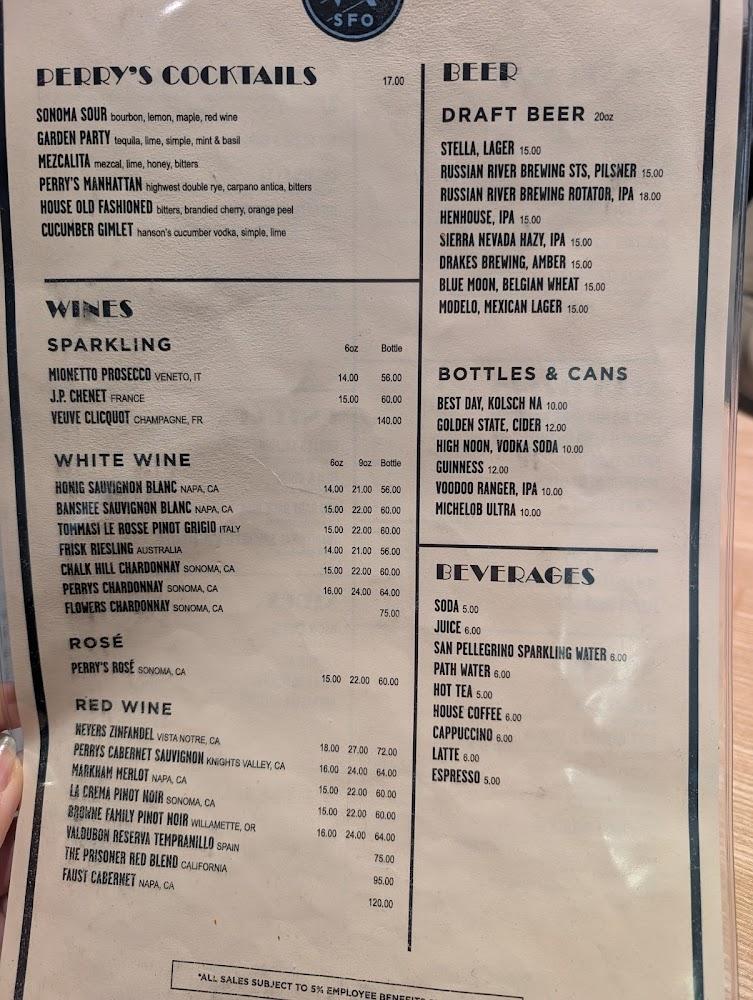 SFO
PERRY'S COCKTAILS 17.00
SONOMA SOUR bourbon, lemon, maple, red wine
GARDEN PARTY tequila, lime, simple, mint & basil
MEZCALITA mezcal, lime, honey, bitters
PERRY'S MANHATTAN highwest double rye, carpano antica, bitters
HOUSE OLD FASHIONED bitters, brandied cherry, orange peel
CUCUMBER GIMLET hanson's cucumber vodka, simple, lime
WINES
SPARKLING 6oz Bottle
MIONETTO PROSECCO VENETO, IT 14.00 56.00
J.P. CHENET FRANCE 15.00 60.00
VEUVE CLICQUOT CHAMPAGNE, FR 140.00
WHITE WINE 6oz 9oz Bottle
HONIG SAUVIGNON BLANC NAPA, CA 14.00 21.00 56.00
BANSHEE SAUVIGNON BLANC NAPA, CA 15.00 22.00 60.00
TOMMASI LE ROSSE PINOT GRIGIO ITALY 15.00 22.00 60.00
FRISK RIESLING AUSTRALIA 14.00 21.00 56.00
CHALK HILL CHARDONNAY SONOMA, CA 15.00 22.00 60.00
PERRYS CHARDONNAY SONOMA, CA 16.00 24.00 64.00
FLOWERS CHARDONNAY SONOMA, CA 75.00
ROSÉ
PERRY'S ROSÉ SONOMA, CA 15.00 22.00 60.00
RED WINE
NEYERS ZINFANDEL VISTA NOTRE, CA 18.00 27.00 72.00
PERRYS CABERNET SAUVIGNON KNIGHTS VALLEY, CA 16.00 24.00 64.00
MARKHAM MERLOT NAPA, CA 15.00 22.00 60.00
LA CREMA PINOT NOIR SONOMA, CA 15.00 22.00 60.00
BROWNE FAMILY PINOT NOIR WILLAMETTE, OR 16.00 24.00 64.00
VALDUBON RESERVA TEMPRANILLO SPAIN 75.00
THE PRISONER RED BLEND CALIFORNIA 95.00
FAUST CABERNET NAPA, CA 120.00
BEER
DRAFT BEER 20oz
STELLA, LAGER 15.00
RUSSIAN RIVER BREWING STS, PILSNER 15.00
RUSSIAN RIVER BREWING ROTATOR, IPA 18.00
HENHOUSE, IPA 15.00
SIERRA NEVADA HAZY, IPA 15.00
DRAKES BREWING, AMBER 15.00
BLUE MOON, BELGIAN WHEAT 15.00
MODELO, MEXICAN LAGER 15.00
BOTTLES & CANS
BEST DAY, KOLSCH NA 10.00
GOLDEN STATE, CIDER 12.00
HIGH NOON, VODKA SODA 10.00
GUINNESS 12.00
VOODOO RANGER, IPA 10.00
MICHELOB ULTRA 10.00
BEVERAGES
SODA 5.00
JUICE 6.00
SAN PELLEGRINO SPARKLING WATER 6.00
PATH WATER 6.00
HOT TEA 5.00
HOUSE COFFEE 6.00
CAPPUCCINO 6.00
LATTE 6.00
ESPRESSO 5.00
*ALL SALES SUBJECT TO 5% EMPLOYEE BENEFITS